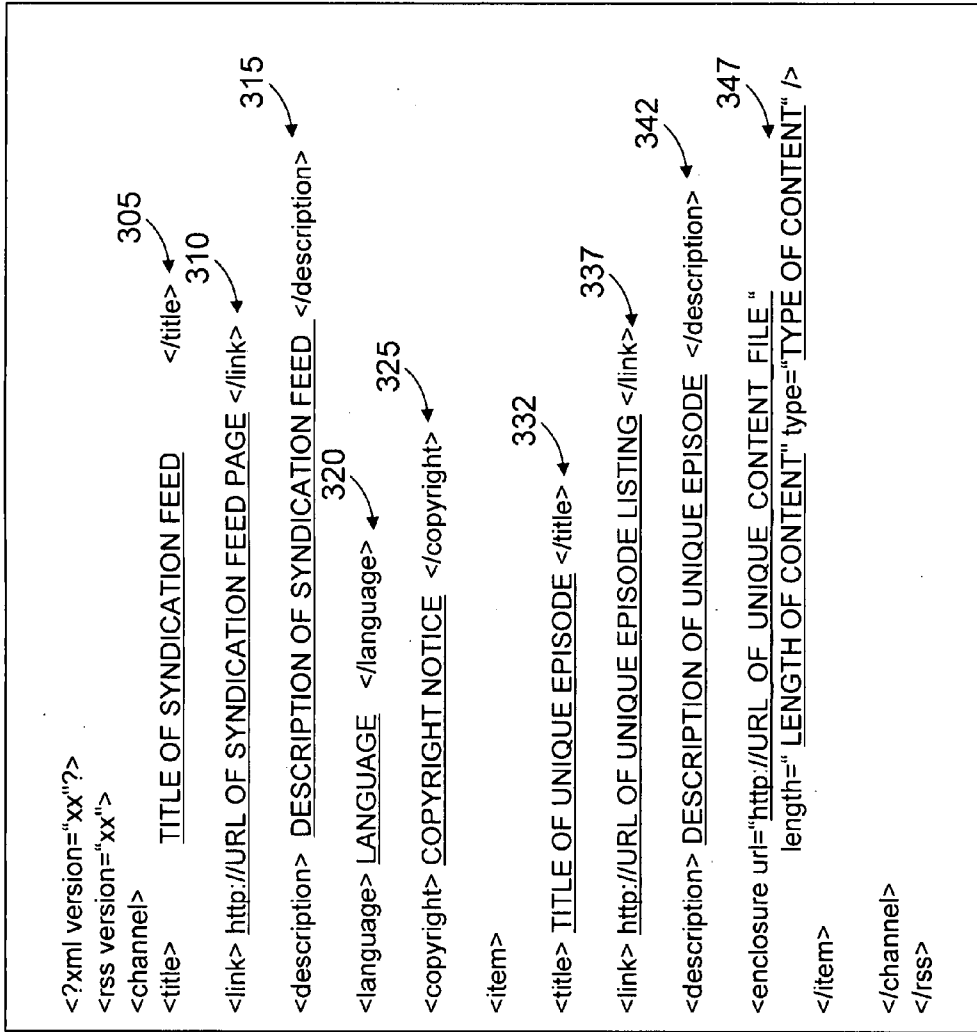 <?xml version="xx"?>
<rss version="xx">
<channel>
<title> TITLE OF SYNDICATION FEED </title> 305
<link> http://URL OF SYNDICATION FEED PAGE </link> 310
<description> DESCRIPTION OF SYNDICATION FEED </description> 315
<language> LANGUAGE </language> 320
<copyright> COPYRIGHT NOTICE </copyright> 325
<item>
<title> TITLE OF UNIQUE EPISODE </title> 332
<link> http://URL OF UNIQUE EPISODE LISTING </link> 337
<description> DESCRIPTION OF UNIQUE EPISODE </description> 342
<enclosure url="http://URL_OF_UNIQUE_CONTENT_FILE " 347
length=" LENGTH OF CONTENT" type="TYPE OF CONTENT" />
</item>
</channel>
</rss>